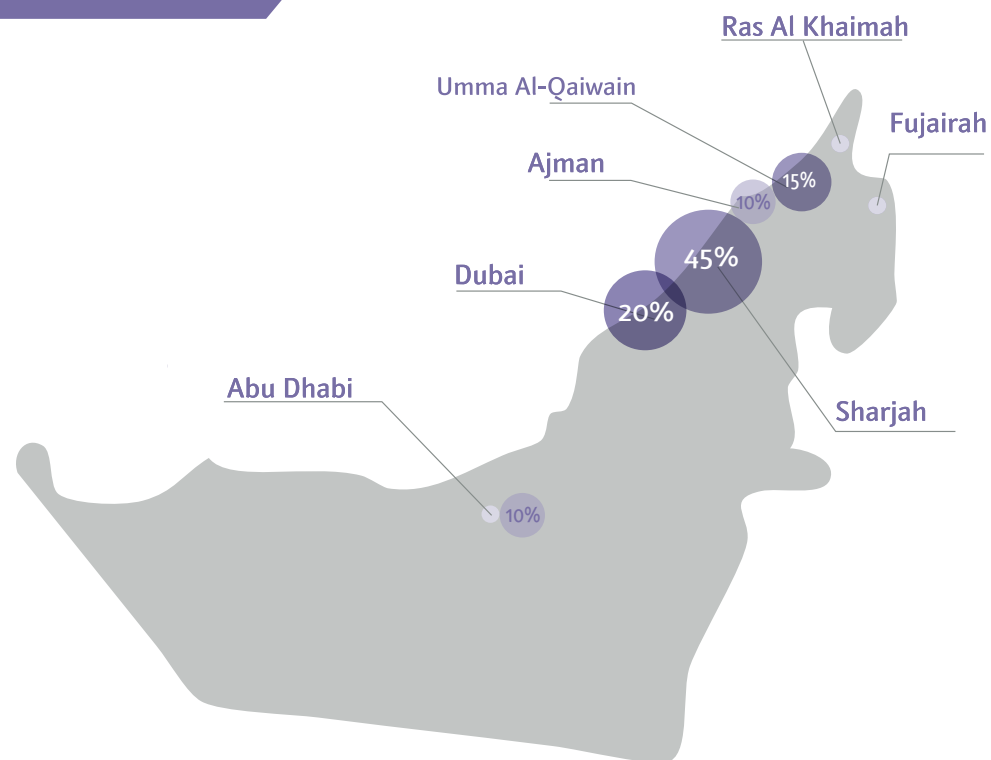 Ras Al Khaimah
Umma Al-Qaiwain
Fujairah
Ajman
15%
10%
45%
Dubai
20%
Abu Dhabi
Sharjah
10%